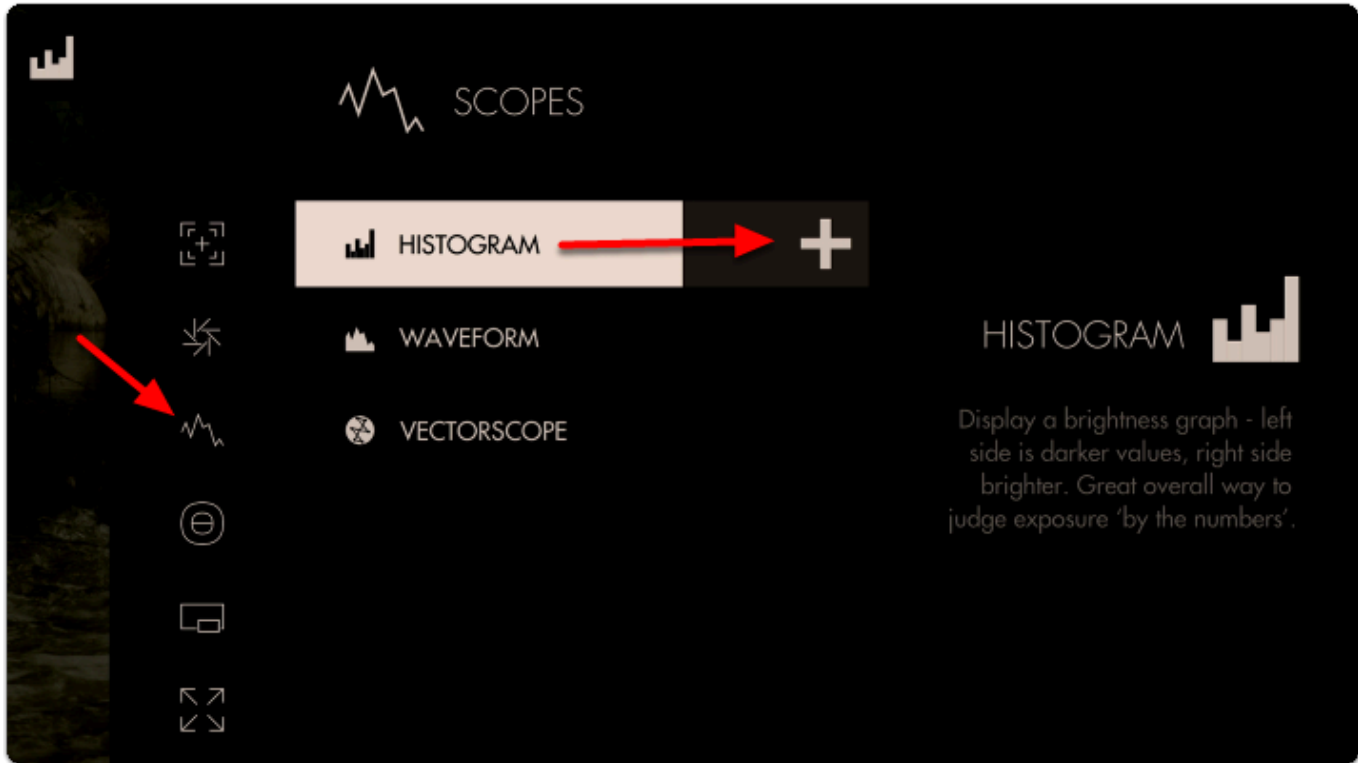 SCOPES
HISTOGRAM
WAVEFORM
VECTORSCOPE
HISTOGRAM
Display a brightness graph - left
side is darker values, right side
brighter. Great overall way to
judge exposure ‘by the numbers’.